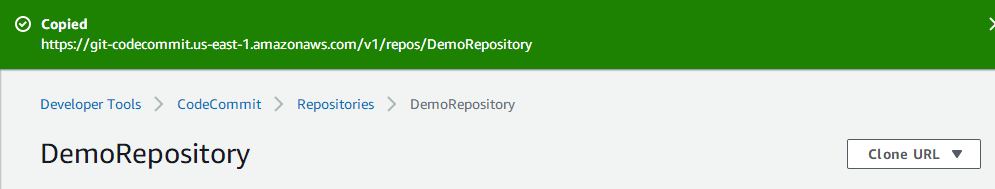 Copied
https://git-codecommit.us-east-1.amazonaws.com/v1/repos/DemoRepository
Developer Tools > CodeCommit > Repositories > DemoRepository
DemoRepository
Clone URL ▼